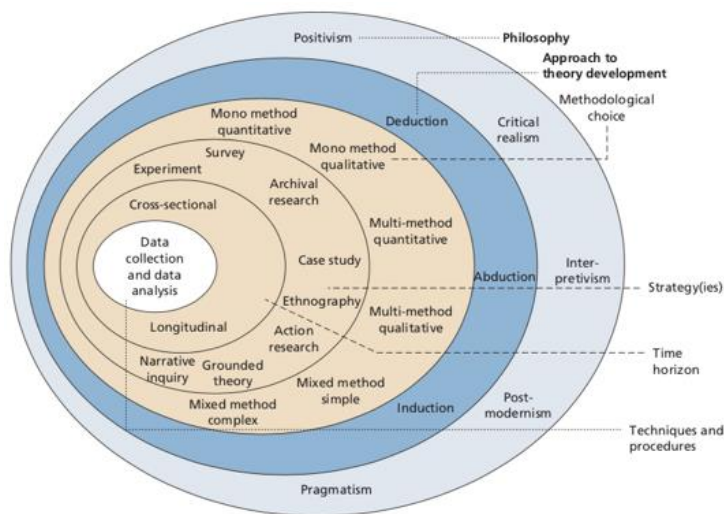 Positivism
Philosophy
Approach to
theory development
Methodological
choice
Mono method
quantitative
Deduction
Critical
realism
Survey
Mono method
qualitative
Experiment
Archival
research
Cross-sectional
Multi-method
quantitative
Data
collection
and data
analysis
Case study
Abduction
Inter-
pretivism
Strategy(ies)
Ethnography
Multi-method
qualitative
Longitudinal
Action
research
Time
horizon
Narrative
inquiry
Grounded
theory
Mixed method
simple
Mixed method
complex
Induction
Post-
modernism
Techniques and
procedures
Pragmatism